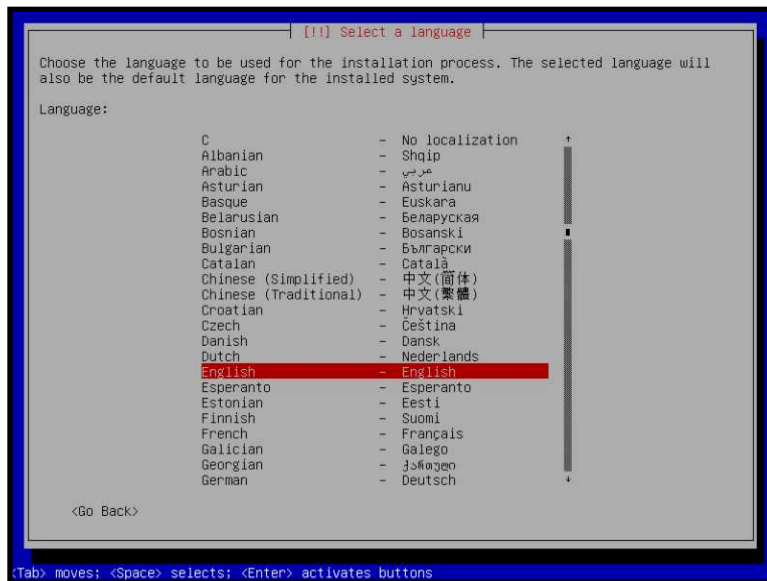 [!!] Select a language
Choose the language to be used for the installation process. The selected language will
also be the default language for the installed system.
Language:
C - No localization
Albanian - Shqip
Arabic - عربي
Asturian - Asturianu
Basque - Euskara
Belarusian - Беларуская
Bosnian - Bosanski
Bulgarian - Български
Catalan - Català
Chinese (Simplified) - 中文(简体)
Chinese (Traditional) - 中文(繁體)
Croatian - Hrvatski
Czech - Čeština
Danish - Dansk
Dutch - Nederlands
English - English
Esperanto - Esperanto
Estonian - Eesti
Finnish - Suomi
French - Français
Galician - Galego
Georgian - ქართული
German - Deutsch
<Go Back>
<Tab> moves; <Space> selects; <Enter> activates buttons